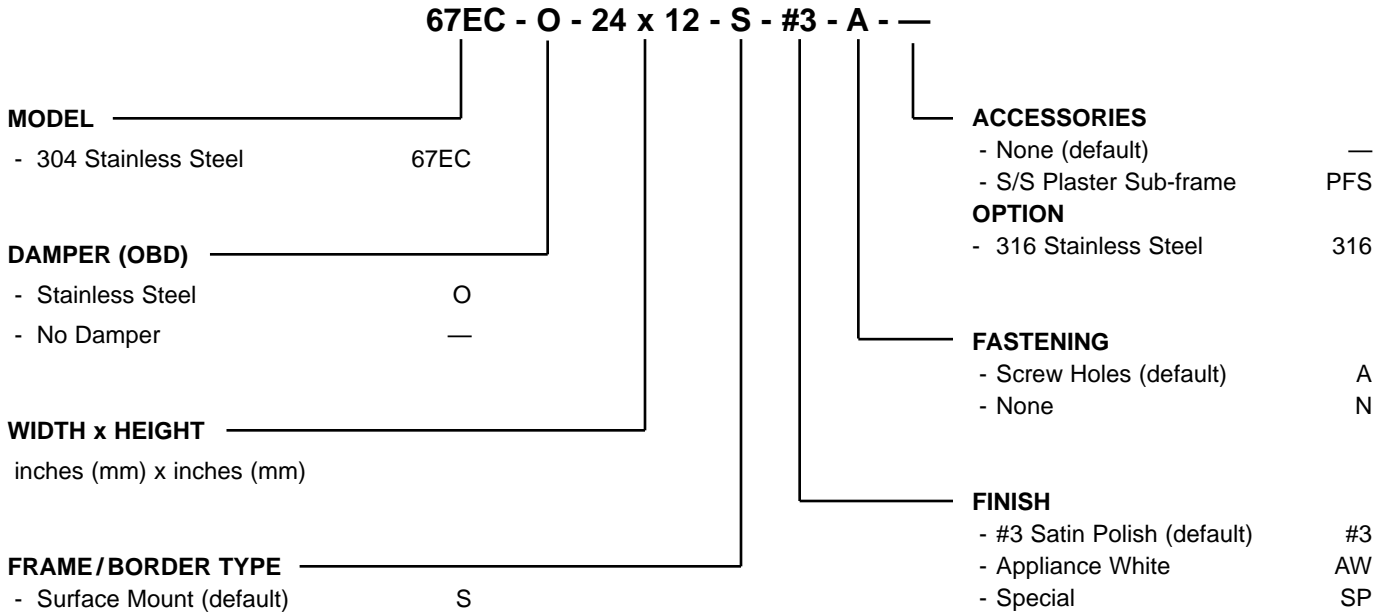 67EC - O - 24 x 12 - S - #3 - A - —
MODEL
- 304 Stainless Steel 67EC
DAMPER (OBD)
- Stainless Steel O
- No Damper —
WIDTH x HEIGHT
inches (mm) x inches (mm)
FRAME / BORDER TYPE
- Surface Mount (default) S
ACCESSORIES
- None (default) —
- S/S Plaster Sub-frame PFS
OPTION
- 316 Stainless Steel 316
FASTENING
- Screw Holes (default) A
- None N
FINISH
- #3 Satin Polish (default) #3
- Appliance White AW
- Special SP